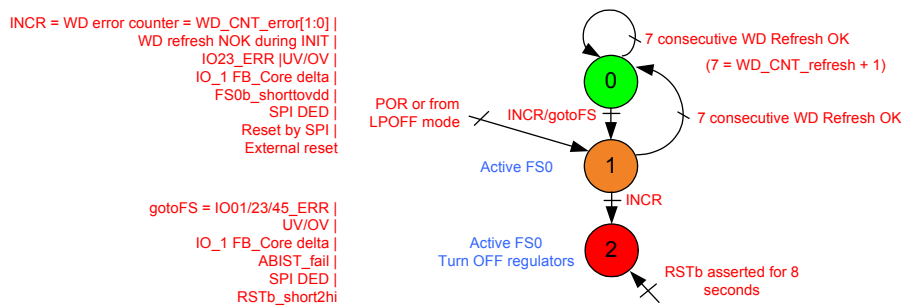 INCR = WD error counter = WD_CNT_error[1:0] |
WD refresh NOK during INIT |
IO23_ERR |UV/OV |
IO_1 FB_Core delta |
FS0b_shorttovdd |
SPI DED |
Reset by SPI |
External reset
7 consecutive WD Refresh OK
(7 = WD_CNT_refresh + 1)
0
POR or from
LPOFF mode
INCR/gotoFS
7 consecutive WD Refresh OK
Active FS0
1
INCR
gotoFS = IO01/23/45_ERR |
UV/OV |
IO_1 FB_Core delta |
ABIST_fail |
SPI DED |
RSTb_short2hi
Active FS0
Turn OFF regulators
2
RSTb asserted for 8
seconds